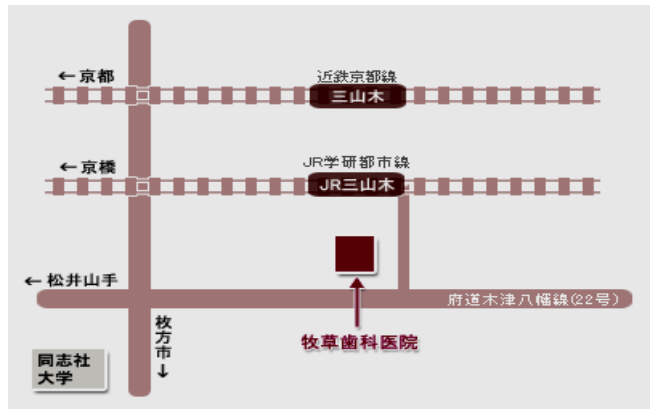 ←京都
近鉄京都線
三山木
←京橋
JR学研都市線
JR三山木
←松井山手
府道木津八幡線(22号)
枚方市↓
牧草歯科医院
同志社
大学